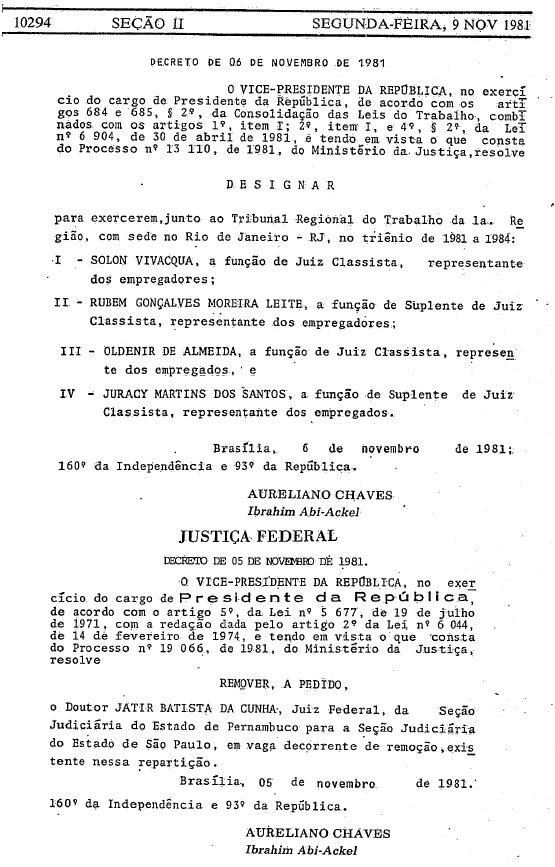 10294 SEÇÃO II SEGUNDA-FEIRA, 9 NOV 1981
DECRETO DE 06 DE NOVEMBRO DE 1981
O VICE-PRESIDENTE DA REPÚBLICA, no exercí
cio do cargo de Presidente da República, de acordo com os arti
gos 684 e 685, § 2º, da Consolidação das Leis do Trabalho, combi
nados com os artigos 1º, item I; 2º, item I, e 4º, § 2º, da Lei
nº 6 904, de 30 de abril de 1981, e tendo em vista o que consta
do Processo nº 13 110, de 1981, do Ministério da Justiça, resolve
D E S I G N A R
para exercerem, junto ao Tribunal Regional do Trabalho da 1a. Re
gião, com sede no Rio de Janeiro - RJ, no triênio de 1981 a 1984:
I - SOLON VIVACQUA, a função de Juiz Classista, representante
dos empregadores;
II - RUBEM GONÇALVES MOREIRA LEITE, a função de Suplente de Juiz
Classista, representante dos empregadores;
III - OLDENIR DE ALMEIDA, a função de Juiz Classista, represen
te dos empregados, e
IV - JURACY MARTINS DOS SANTOS, a função de Suplente de Juiz
Classista, representante dos empregados.
Brasília, 6 de novembro de 1981;
160º da Independência e 93º da República.
AURELIANO CHAVES
Ibrahim Abi-Ackel
JUSTIÇA FEDERAL
DECRETO DE 05 DE NOVEMBRO DE 1981.
O VICE-PRESIDENTE DA REPÚBLICA, no exer
cício do cargo de Presidente da República,
de acordo com o artigo 5º, da Lei nº 5 677, de 19 de julho
de 1971, com a redação dada pelo artigo 2º da Lei nº 6 044,
de 14 de fevereiro de 1974, e tendo em vista o que consta
do Processo nº 19 066, de 1981, do Ministério da Justiça,
resolve
REMOVER, A PEDIDO,
o Doutor JATIR BATISTA DA CUNHA, Juiz Federal, da Seção
Judiciária do Estado de Pernambuco para a Seção Judiciária
do Estado de São Paulo, em vaga decorrente de remoção, exis
tente nessa repartição.
Brasília, 05 de novembro de 1981.
160º da Independência e 93º da República.
AURELIANO CHAVES
Ibrahim Abi-Ackel